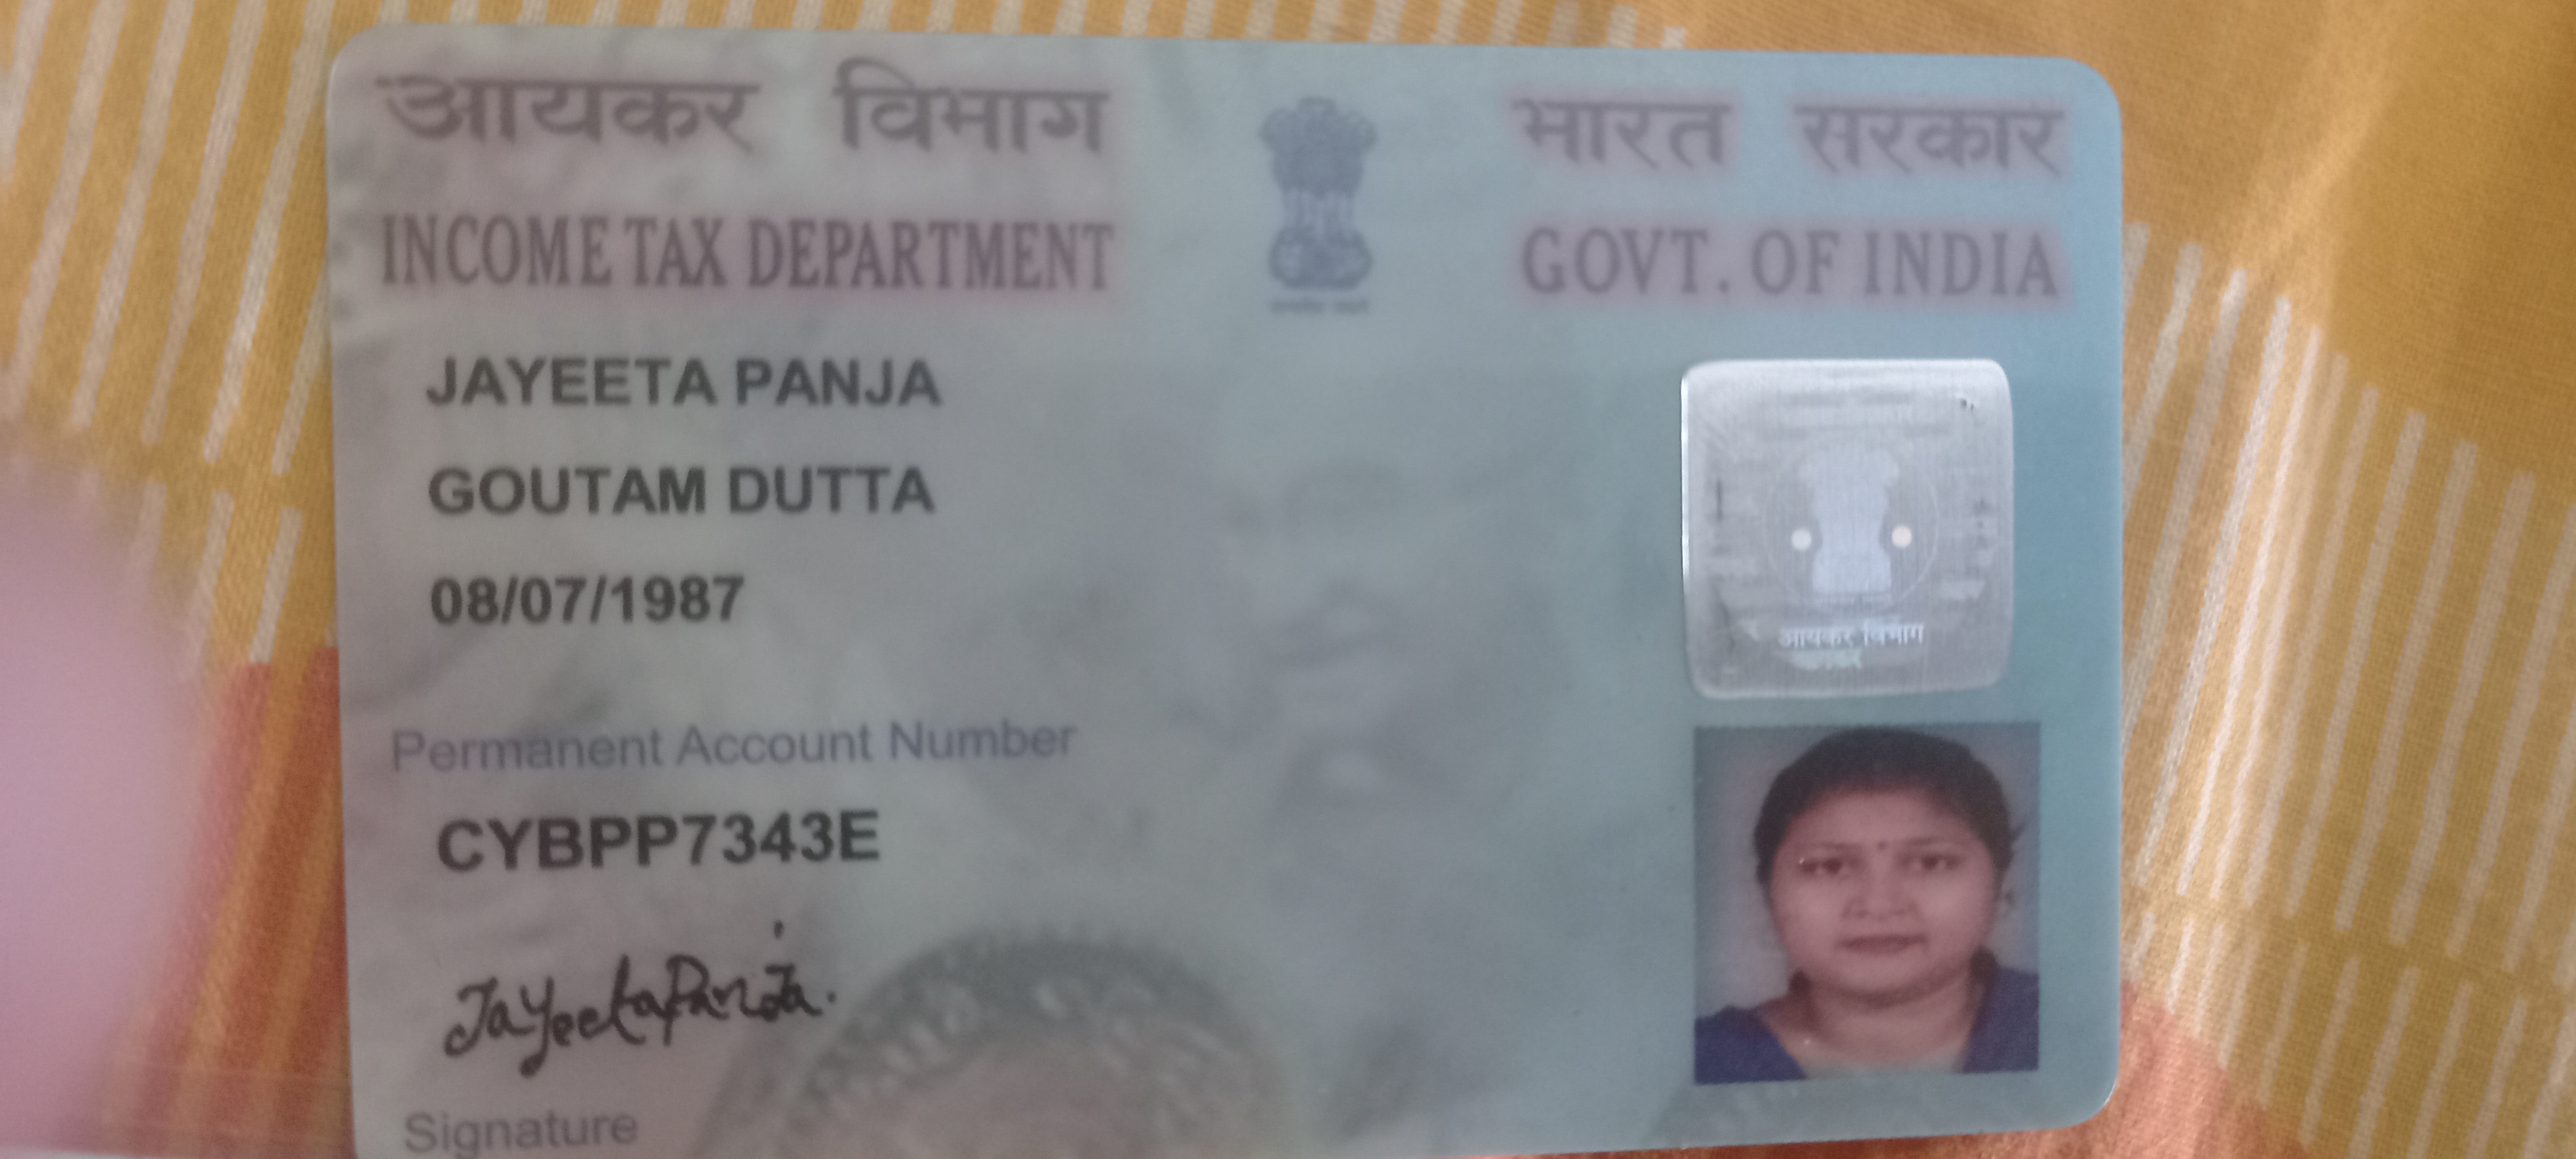 आयकर विभाग
INCOME TAX DEPARTMENT
भारत सरकार
GOVT. OF INDIA
JAYEETA PANJA
GOUTAM DUTTA
08/07/1987
Permanent Account Number
CYBPP7343E
Jayeeta Panja.
Signature
आयकर विभाग